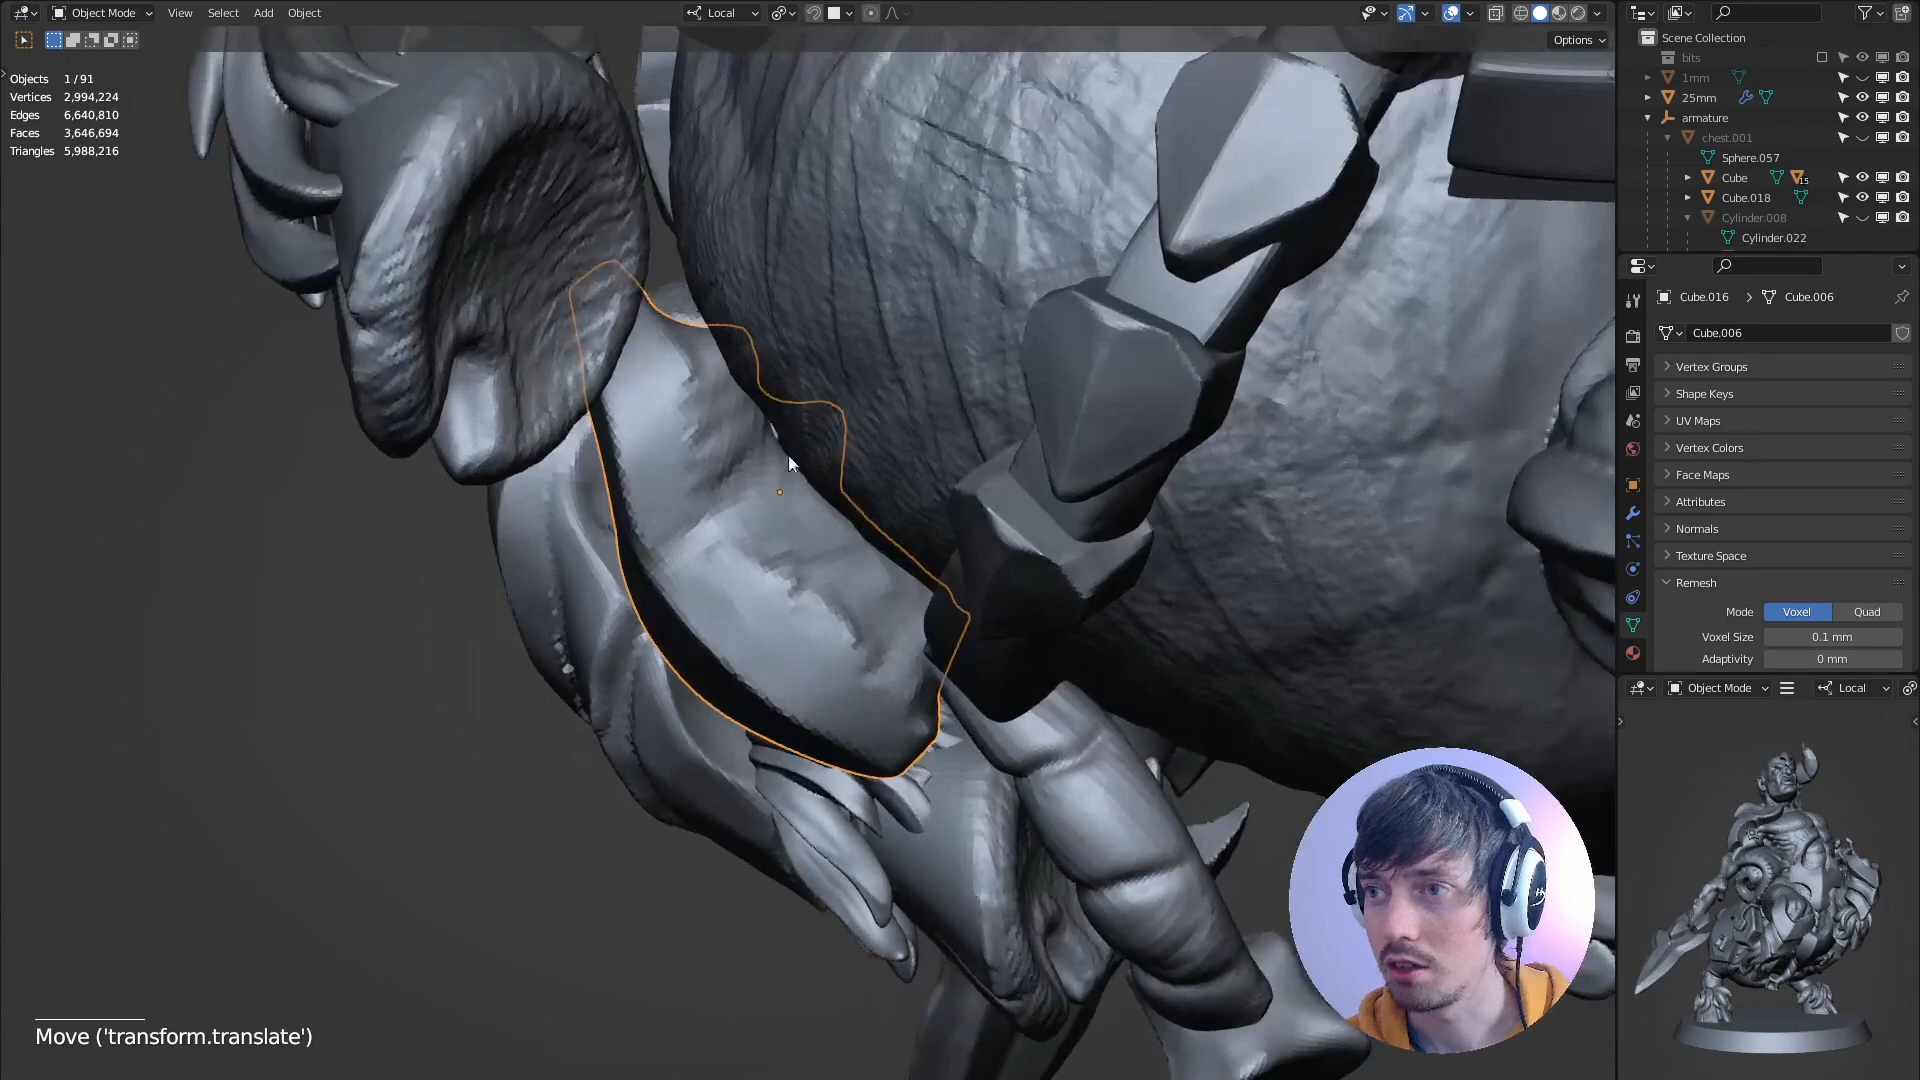 Object Mode View Select Add Object Local
Options
Objects 1 / 91
Vertices 2,994,224
Edges 6,640,810
Faces 3,646,694
Triangles 5,988,216
Move ('transform.translate')
Scene Collection
bits
1mm
25mm
armature
chest.001
Sphere.057
Cube 15
Cube.018
Cylinder.008
Cylinder.022
Cube.016 Cube.006
Cube.006
Vertex Groups
Shape Keys
UV Maps
Vertex Colors
Face Maps
Attributes
Normals
Texture Space
Remesh
Mode Voxel Quad
Voxel Size 0.1 mm
Adaptivity 0 mm
Object Mode Local